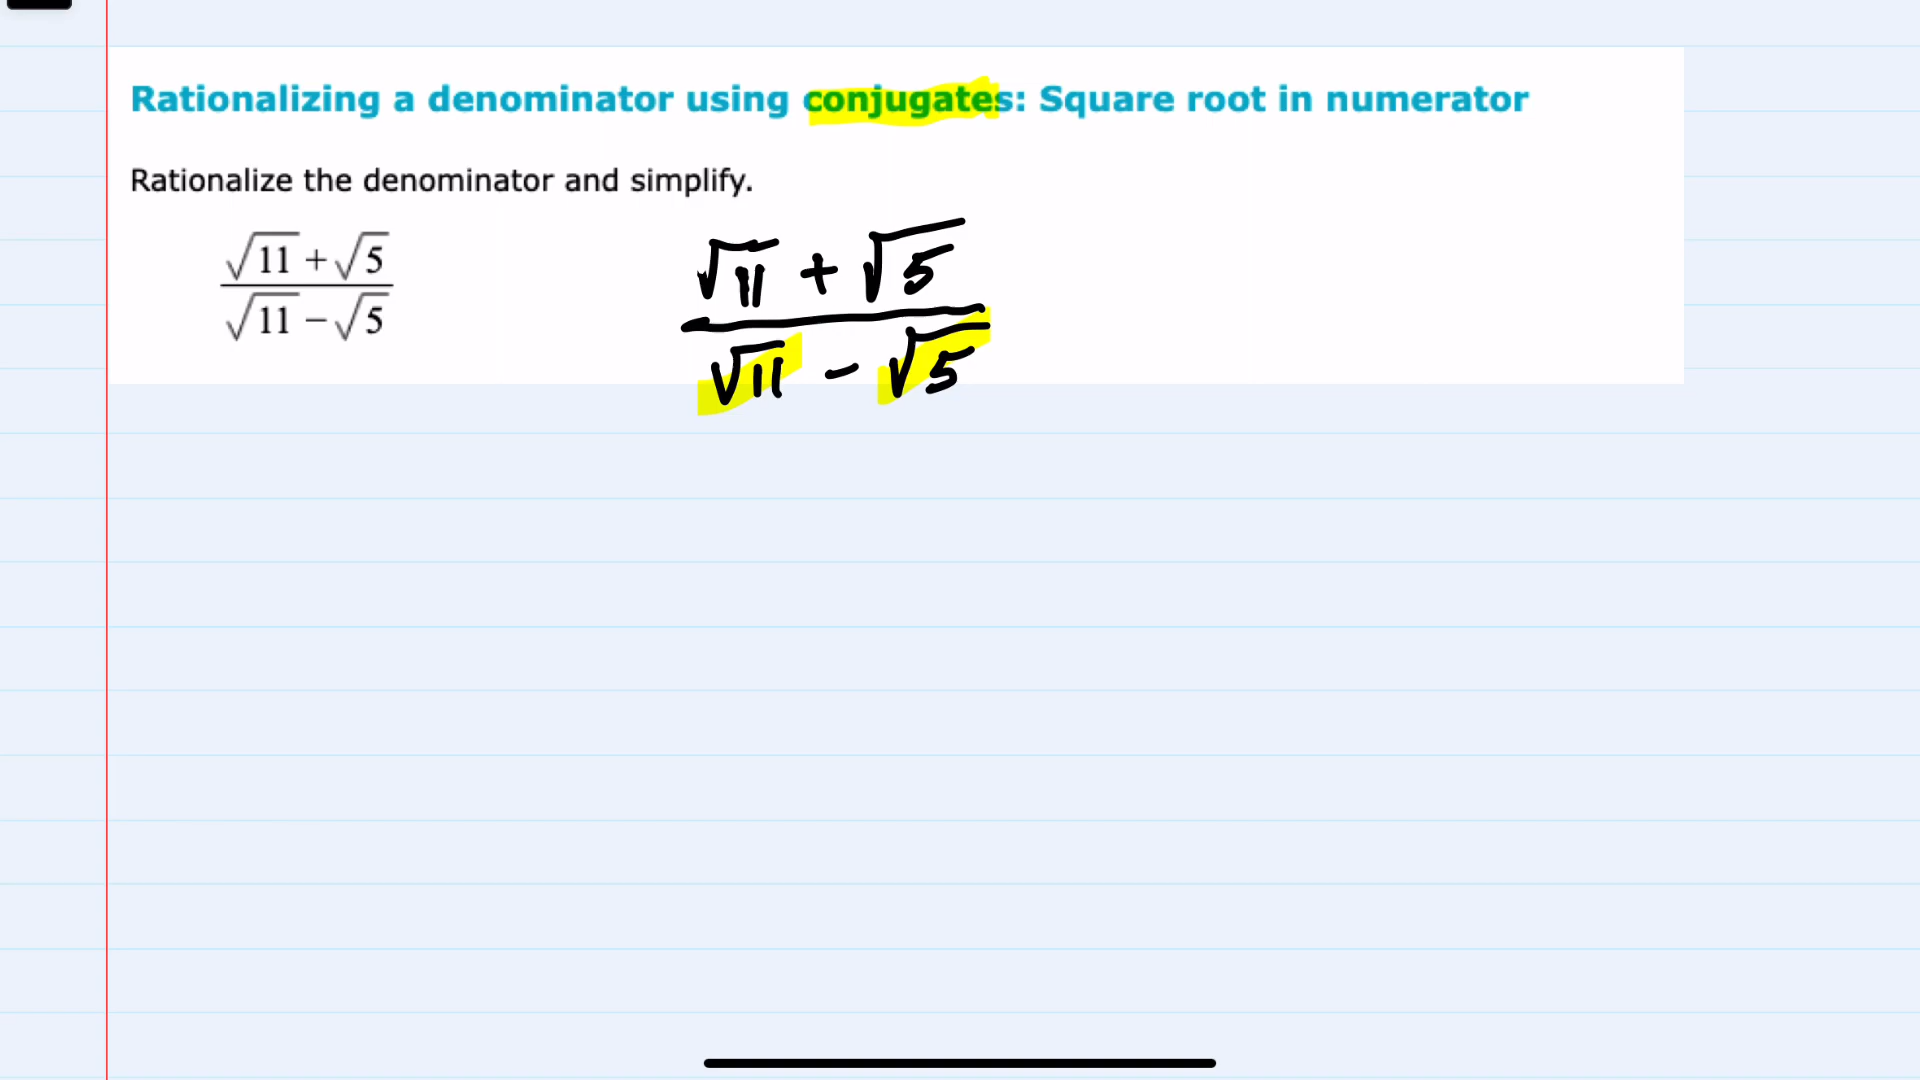 Rationalizing a denominator using conjugates: Square root in numerator
Rationalize the denominator and simplify.
√11 + √5
√11 − √5
√11 + √5
√11 − √5